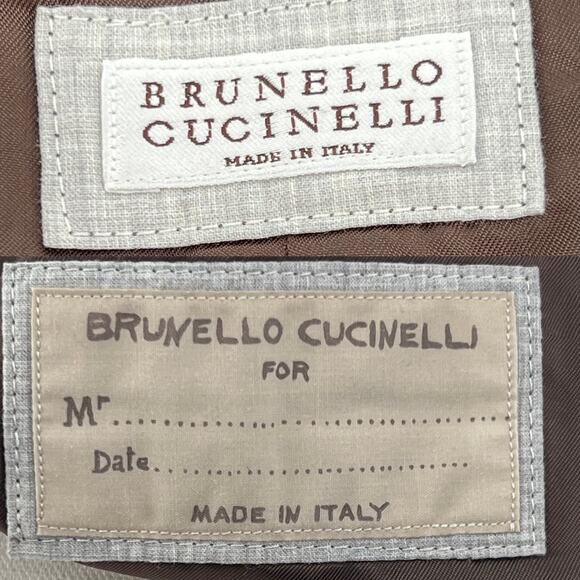 BRUNELLO
CUCINELLI
MADE IN ITALY
BRUNELLO CUCINELLI
FOR
Mr.............................................
Date....................................
MADE IN ITALY